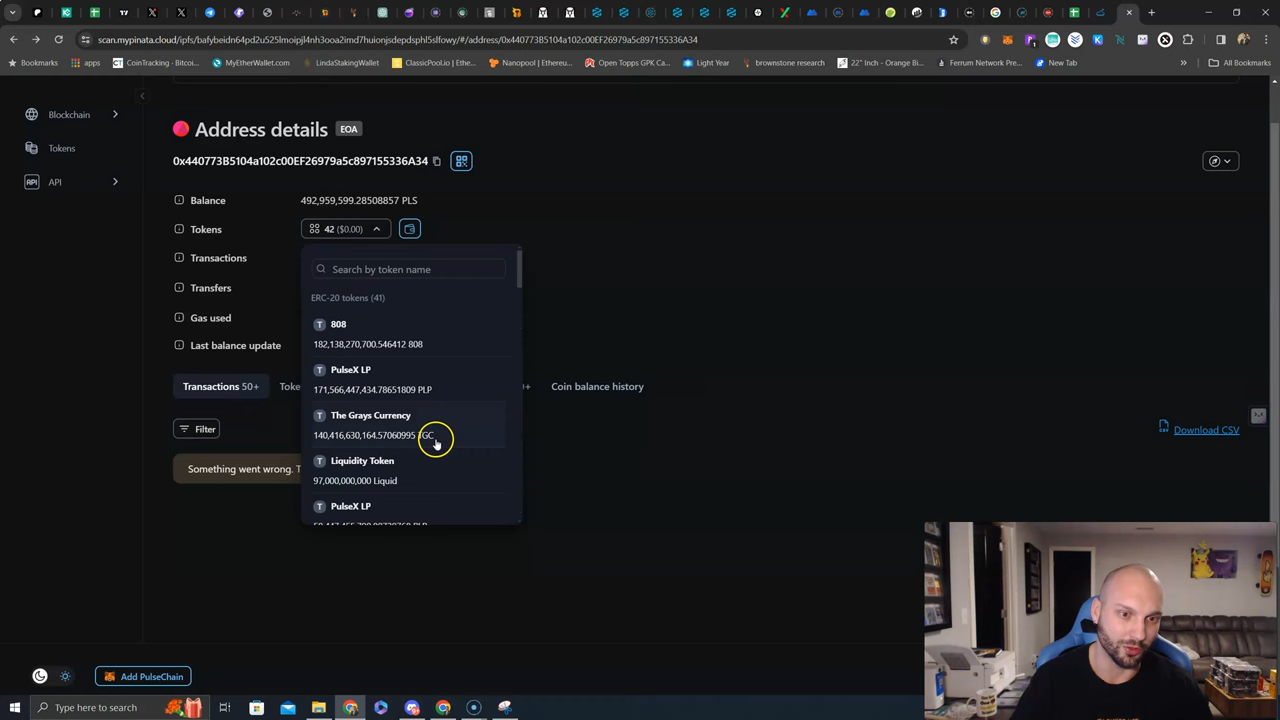 scan.mypinata.cloud/ipfs/bafybeidn64pd2u525lmoipjl4nh3ooa2imd7huionjsdepdsphl5slfowy/#/address/0x440773B5104a102c00EF26979a5c897155336A34
Bookmarks
apps
CoinTracking - Bitcoi...
MyEtherWallet.com
LindaStakingWallet
ClassicPool.io | Ethe...
Nanopool | Ethereu...
Open Topps GPK Ca...
Light Year
brownstone research
22" Inch - Orange Bi...
Ferrum Network Pre...
New Tab
»
All Bookmarks
Blockchain
Tokens
API
API
Address details
EOA
0x440773B5104a102c00EF26979a5c897155336A34
Balance
492,959,599.28508857 PLS
Tokens
42 ($0.00)
Transactions
Transfers
Gas used
Last balance update
Search by token name
ERC-20 tokens (41)
T 808
182,138,270,700.546412 808
T PulseX LP
171,566,447,434.78651809 PLP
T The Grays Currency
140,416,630,164.57060995 TGC
T Liquidity Token
97,000,000,000 Liquid
T PulseX LP
Transactions 50+
Toke
Coin balance history
Filter
CSV
Download CSV
Something went wrong. T
Add PulseChain
Type here to search